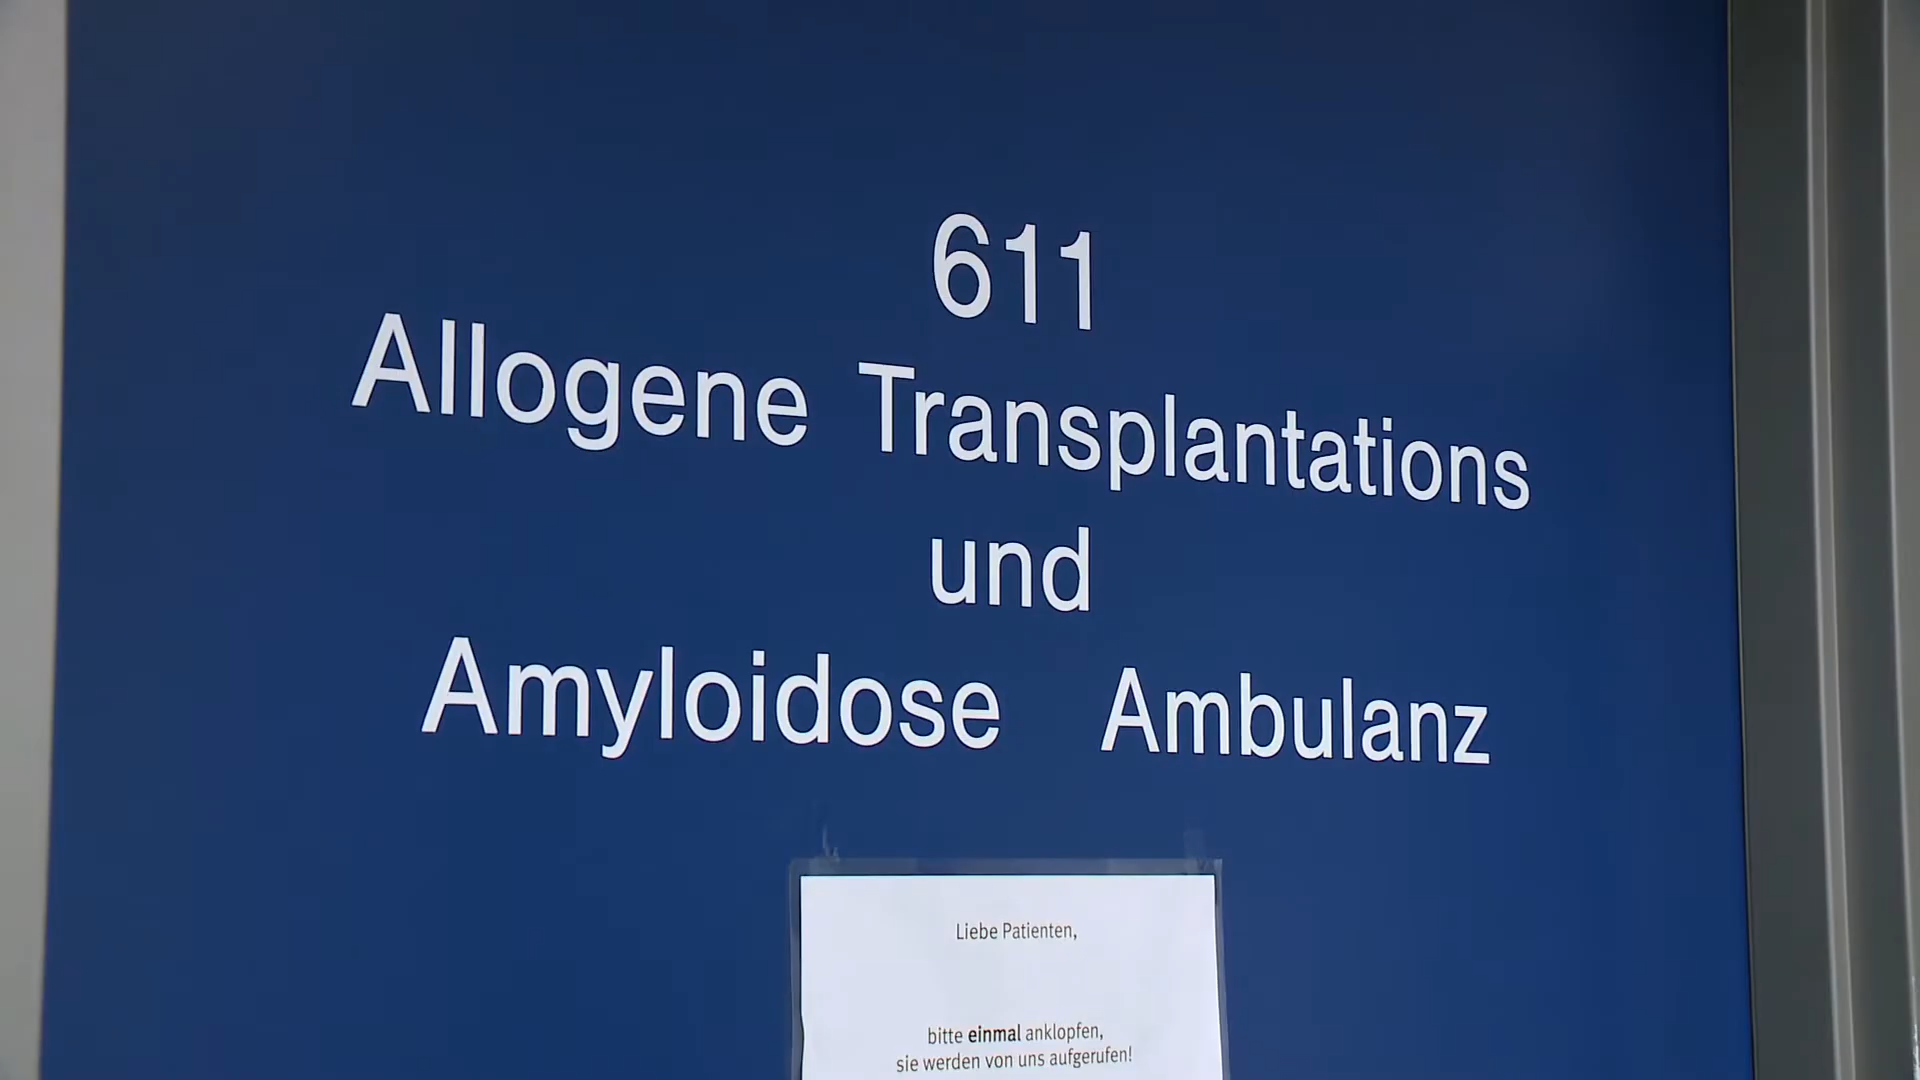 611
Allogene Transplantations
und
Amyloidose Ambulanz
Liebe Patienten,
bitte einmal anklopfen,
sie werden von uns aufgerufen!